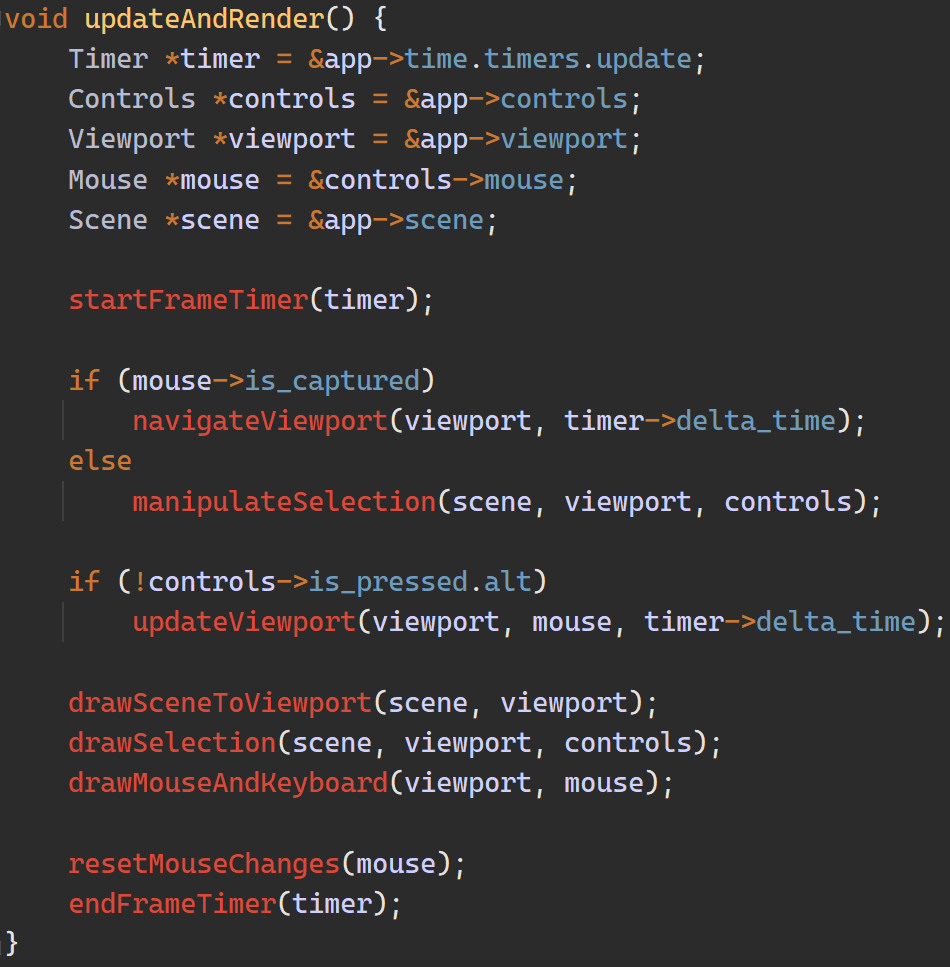 void updateAndRender() {
    Timer *timer = &app->time.timers.update;
    Controls *controls = &app->controls;
    Viewport *viewport = &app->viewport;
    Mouse *mouse = &controls->mouse;
    Scene *scene = &app->scene;

    startFrameTimer(timer);

    if (mouse->is_captured)
        navigateViewport(viewport, timer->delta_time);
    else
        manipulateSelection(scene, viewport, controls);

    if (!controls->is_pressed.alt)
        updateViewport(viewport, mouse, timer->delta_time);

    drawSceneToViewport(scene, viewport);
    drawSelection(scene, viewport, controls);
    drawMouseAndKeyboard(viewport, mouse);

    resetMouseChanges(mouse);
    endFrameTimer(timer);
}